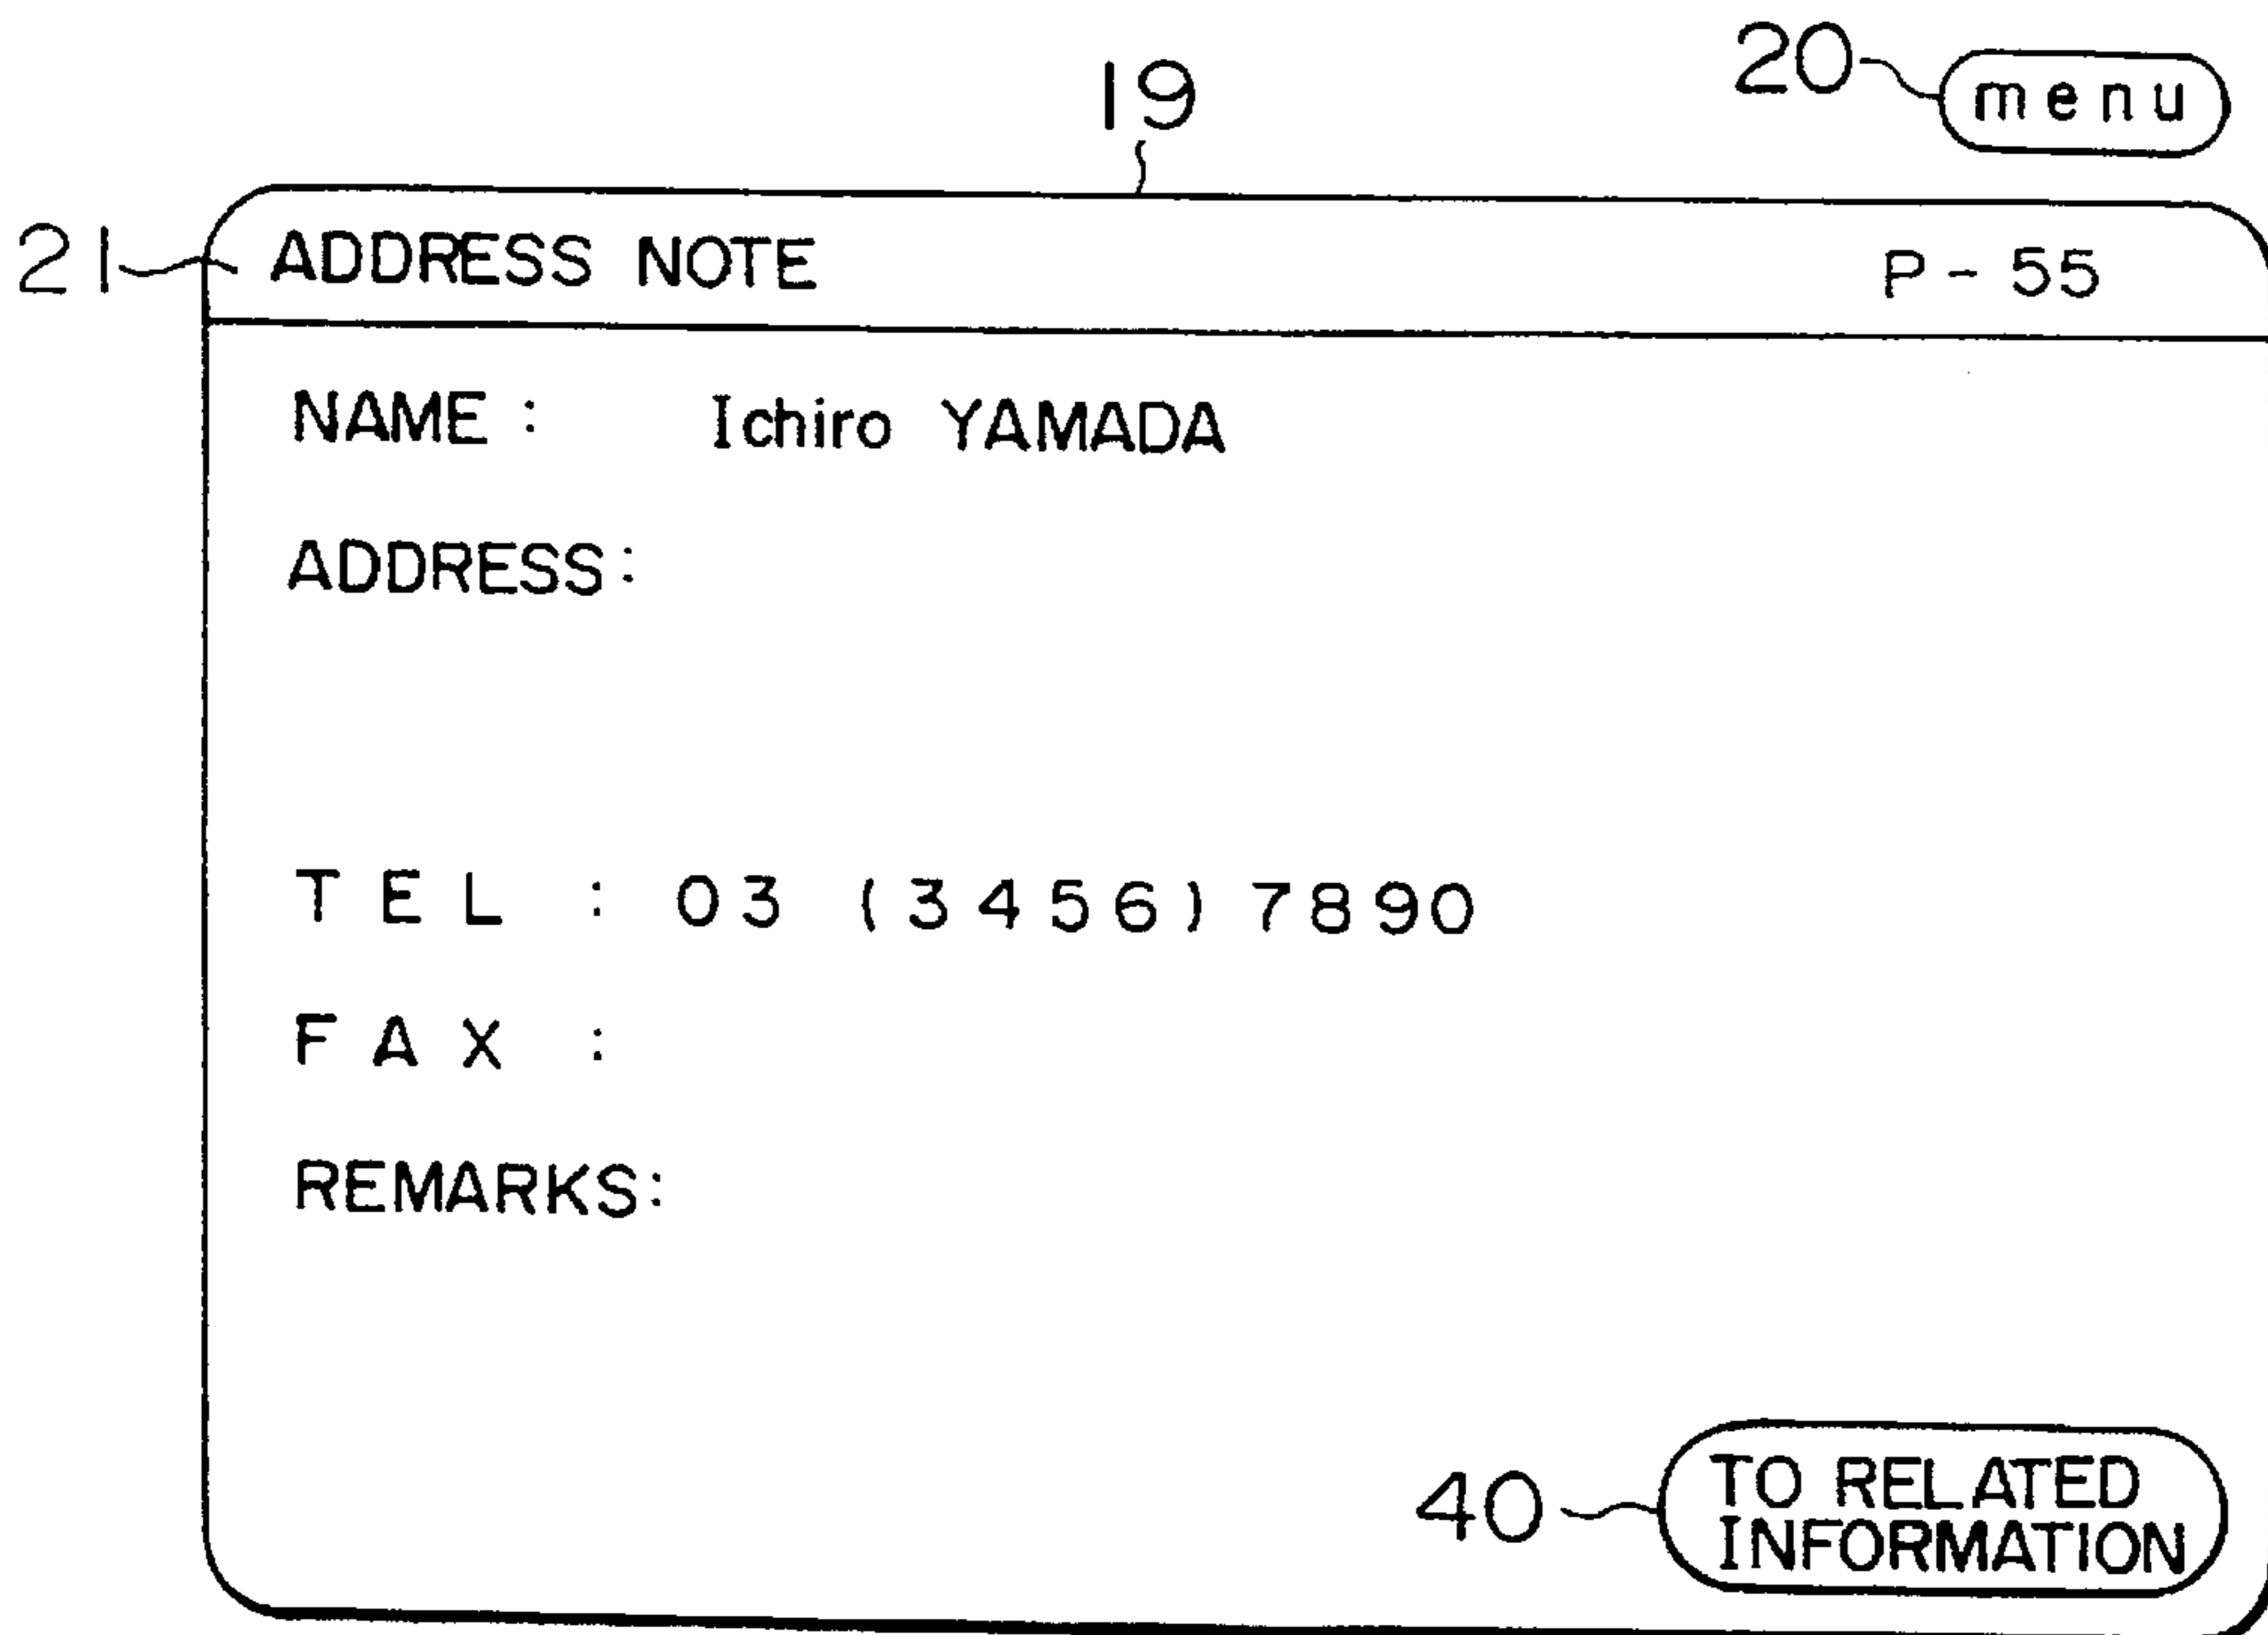 20 menu
19
21 ADDRESS NOTE P-55
NAME: Ichiro YAMADA
ADDRESS:
TEL : 03 (3456) 7890
FAX :
REMARKS:
40 TO RELATED
INFORMATION